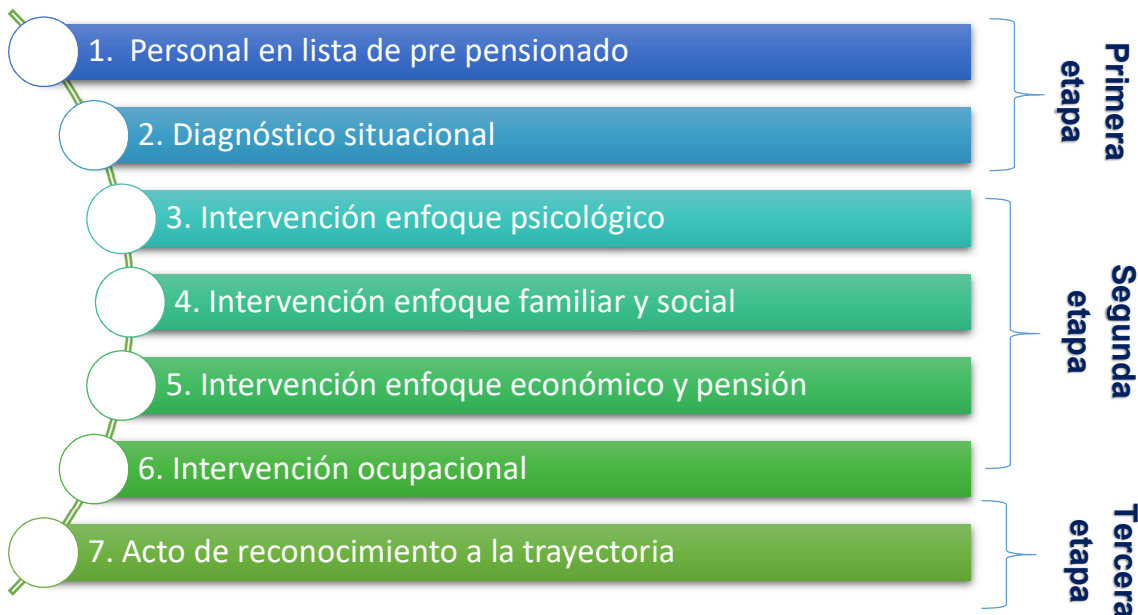 1. Personal en lista de pre pensionado
2. Diagnóstico situacional
Primera
etapa
3. Intervención enfoque psicológico
4. Intervención enfoque familiar y social
5. Intervención enfoque económico y pensión
6. Intervención ocupacional
Segunda
etapa
7. Acto de reconocimiento a la trayectoria
Tercera
etapa